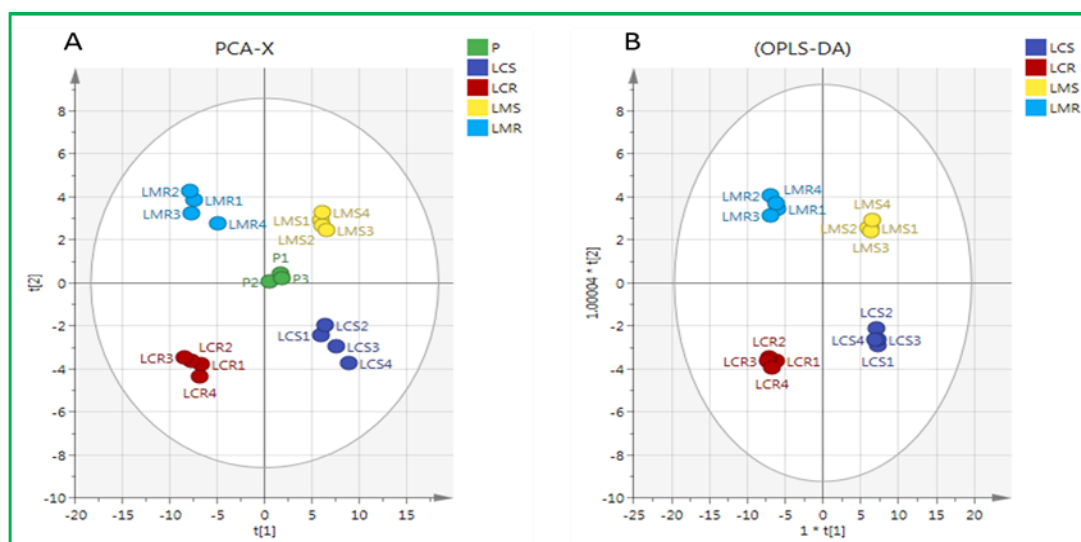 A
PCA-X
P
LCS
LCR
LMS
LMR
8
6
4
2
0
-2
-4
-6
-8
-10
t[2]
LMR2
LMR1
LMR3
LMR4
LMS4
LMS1
LMS2
LMS3
P1
P2
P3
LCS2
LCS1
LCS3
LCS4
LCR2
LCR3
LCR1
LCR4
-20 -15 -10 -5 0 5 10 15
t[1]
B
(OPLS-DA)
LCS
LCR
LMS
LMR
8
6
4
2
0
-2
-4
-6
-8
-10
1.00004 * t[2]
LMR2
LMR4
LMR3
LMR1
LMS4
LMS2
LMS1
LMS3
LCS2
LCS4
LCS3
LCS1
LCR2
LCR3
LCR1
LCR4
-25 -20 -15 -10 -5 0 5 10 15 20
1 * t[1]